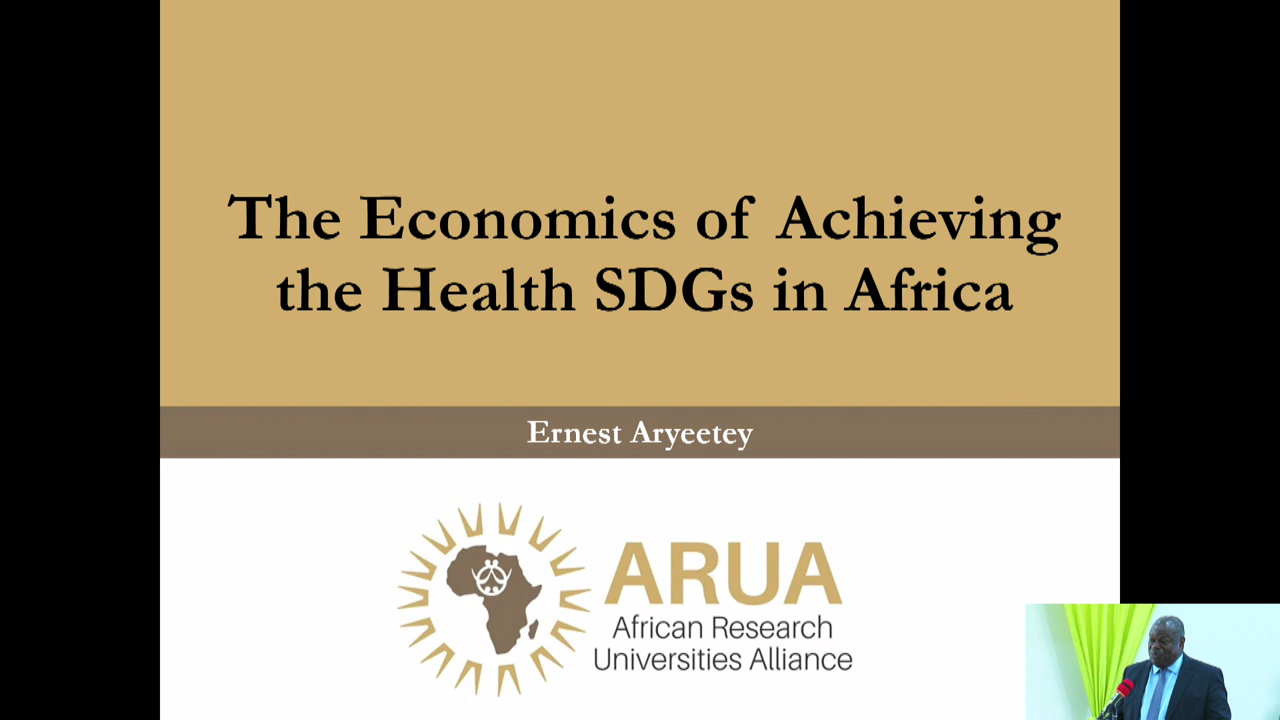 The Economics of Achieving
the Health SDGs in Africa
Ernest Aryeetey
ARUA
African Research
Universities Alliance